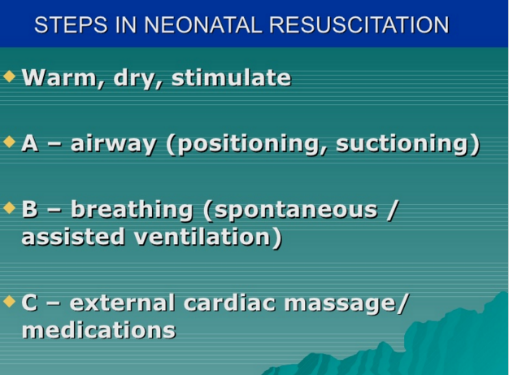 STEPS IN NEONATAL RESUSCITATION
Warm, dry, stimulate
A – airway (positioning, suctioning)
B – breathing (spontaneous /
assisted ventilation)
C – external cardiac massage/
medications